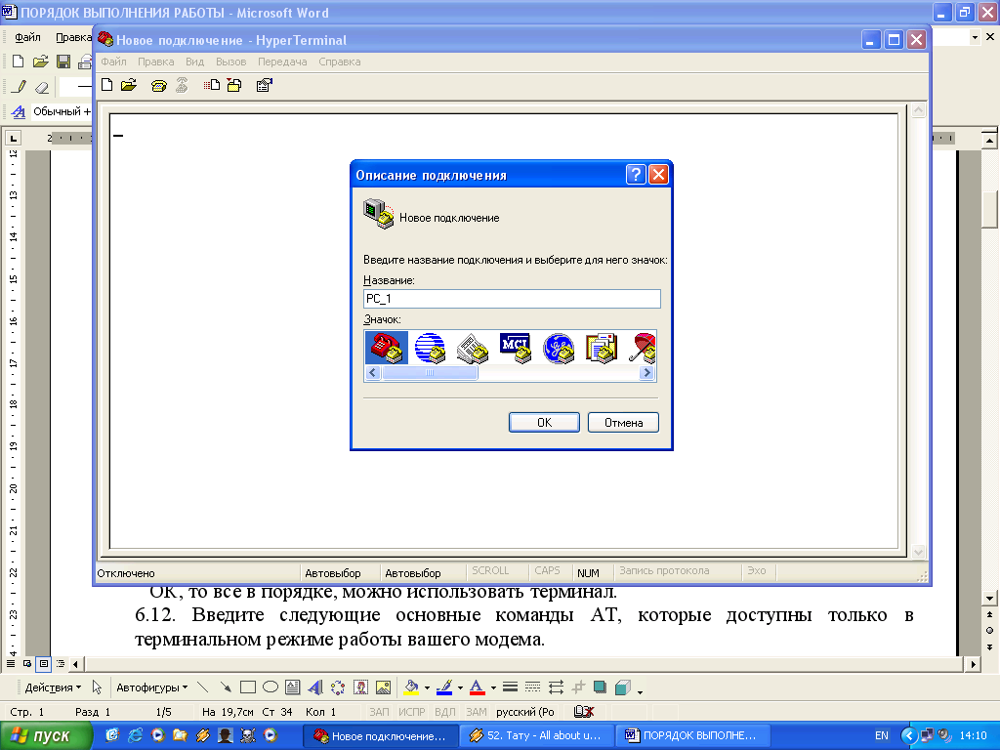 ПОРЯДОК ВЫПОЛНЕНИЯ РАБОТЫ - Microsoft Word
Файл Правка
Новое подключение - HyperTerminal
Файл Правка Вид Вызов Передача Справка
Обычный +
Описание подключения
Новое подключение
Введите название подключения и выберите для него значок:
Название:
PC_1
Значок:
MCI
OK Отмена
Отключено Автовыбор Автовыбор SCROLL CAPS NUM Запись протокола Эхо
ОК, то все в порядке, можно использовать терминал.
6.12. Введите следующие основные команды АТ, которые доступны только в
терминальном режиме работы вашего модема.
Действия Автофигуры
Стр. 1 Разд 1 1/5 На 19,7см Ст 34 Кол 1 ЗАП ИСПР ВДЛ ЗАМ русский (Ро
пуск Новое подключение... 52. Тату - All about u... ПОРЯДОК ВЫПОЛНЕ... EN 14:10